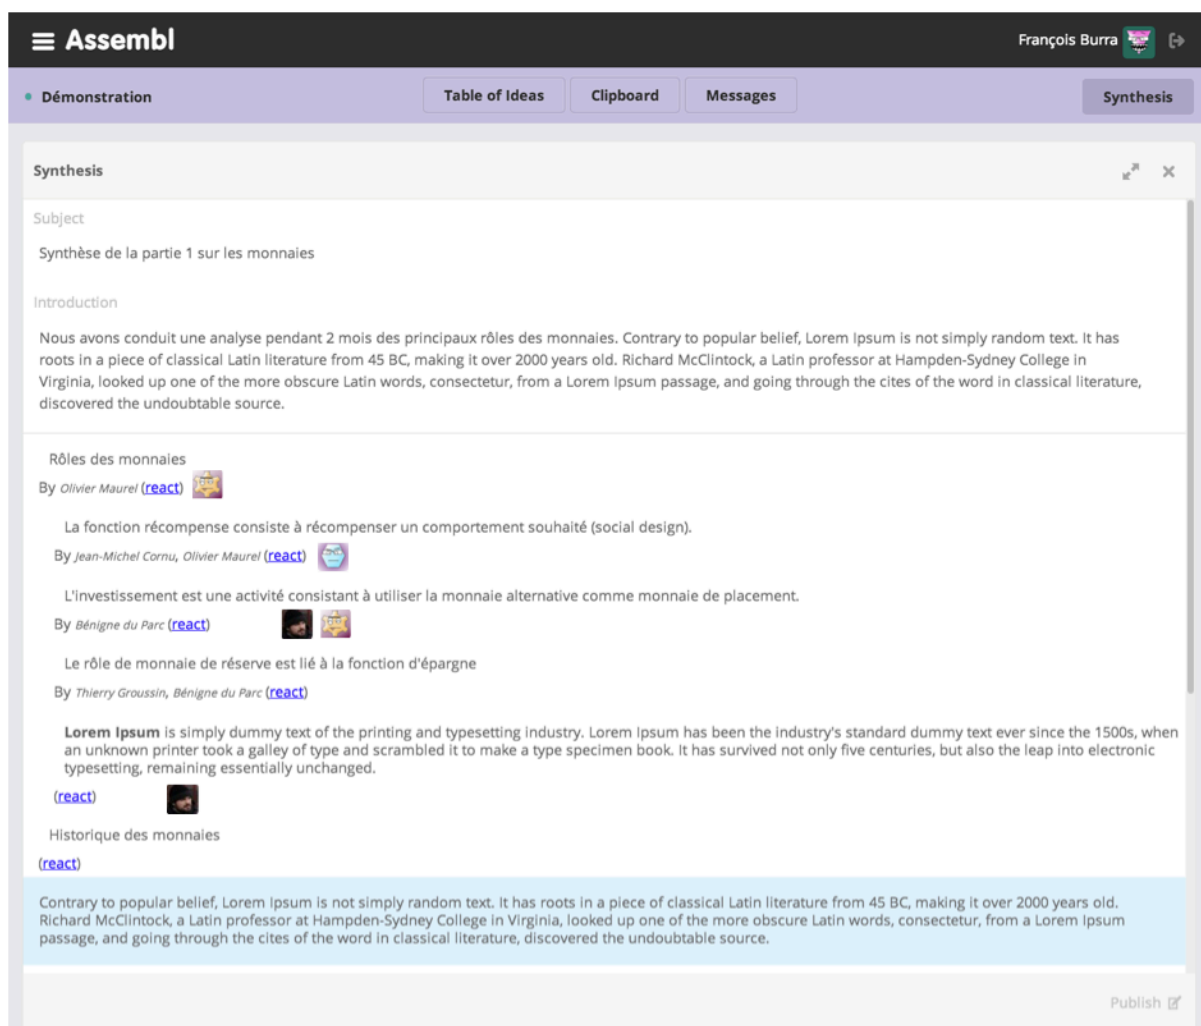 Assembl
François Burra
Démonstration
Table of Ideas
Clipboard
Messages
Synthesis
Synthesis
Subject
Synthèse de la partie 1 sur les monnaies
Introduction
Nous avons conduit une analyse pendant 2 mois des principaux rôles des monnaies. Contrary to popular belief, Lorem Ipsum is not simply random text. It has
roots in a piece of classical Latin literature from 45 BC, making it over 2000 years old. Richard McClintock, a Latin professor at Hampden-Sydney College in
Virginia, looked up one of the more obscure Latin words, consectetur, from a Lorem Ipsum passage, and going through the cites of the word in classical literature,
discovered the undoubtable source.
Rôles des monnaies
By Olivier Maurel (react)
La fonction récompense consiste à récompenser un comportement souhaité (social design).
By Jean-Michel Cornu, Olivier Maurel (react)
L'investissement est une activité consistant à utiliser la monnaie alternative comme monnaie de placement.
By Bénigne du Parc (react)
Le rôle de monnaie de réserve est lié à la fonction d'épargne
By Thierry Groussin, Bénigne du Parc (react)
Lorem Ipsum is simply dummy text of the printing and typesetting industry. Lorem Ipsum has been the industry's standard dummy text ever since the 1500s, when
an unknown printer took a galley of type and scrambled it to make a type specimen book. It has survived not only five centuries, but also the leap into electronic
typesetting, remaining essentially unchanged.
(react)
Historique des monnaies
(react)
Contrary to popular belief, Lorem Ipsum is not simply random text. It has roots in a piece of classical Latin literature from 45 BC, making it over 2000 years old.
Richard McClintock, a Latin professor at Hampden-Sydney College in Virginia, looked up one of the more obscure Latin words, consectetur, from a Lorem Ipsum
passage, and going through the cites of the word in classical literature, discovered the undoubtable source.
Publish